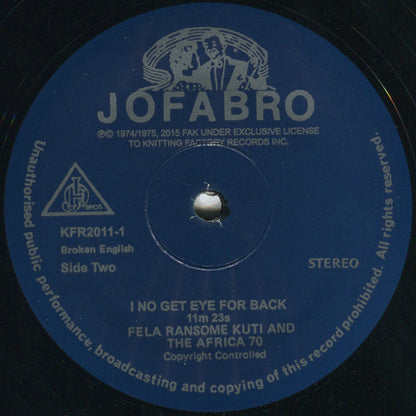 JOFABRO
℗© 1974/1975, 2015 FAK UNDER EXCLUSIVE LICENSE
TO KNITTING FACTORY RECORDS INC.
BROS
KFR2011-1
Broken English
Side Two
STEREO
I NO GET EYE FOR BACK
11m 23s
FELA RANSOME KUTI AND
THE AFRICA 70
Copyright Controlled
Unauthorised public performance, broadcasting and copying of this record prohibited. All rights reserved.